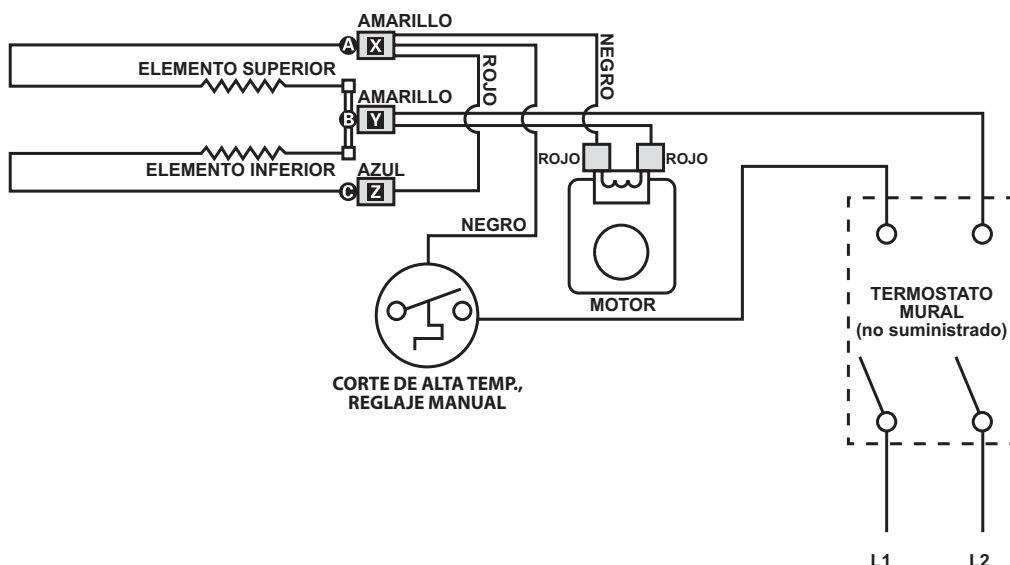 AMARILLO
A X
ELEMENTO SUPERIOR
ROJO
NEGRO
AMARILLO
B Y
ELEMENTO INFERIOR
AZUL
C Z
ROJO
ROJO
NEGRO
MOTOR
TERMOSTATO
MURAL
(no suministrado)
CORTE DE ALTA TEMP.,
REGLAJE MANUAL
L1
L2